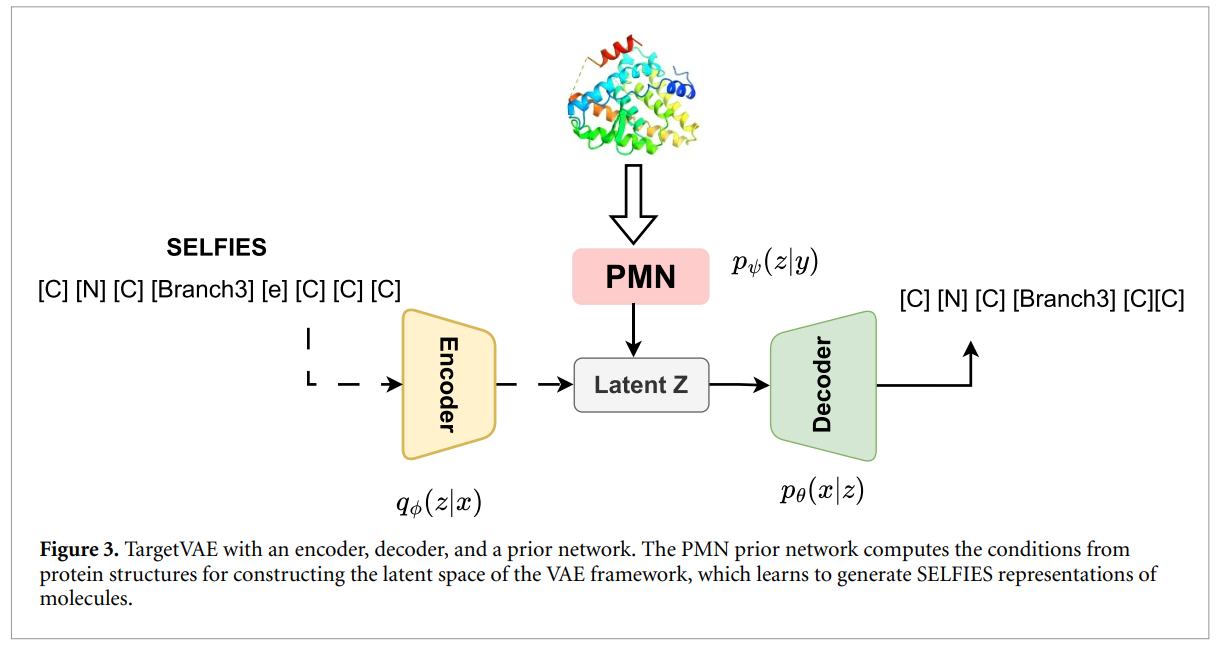 SELFIES
[C] [N] [C] [Branch3] [e] [C] [C] [C]
PMN
pψ(z|y)
[C] [N] [C] [Branch3] [C][C]
Encoder
Latent Z
Decoder
qϕ(z|x)
pθ(x|z)
Figure 3. TargetVAE with an encoder, decoder, and a prior network. The PMN prior network computes the conditions from
protein structures for constructing the latent space of the VAE framework, which learns to generate SELFIES representations of
molecules.